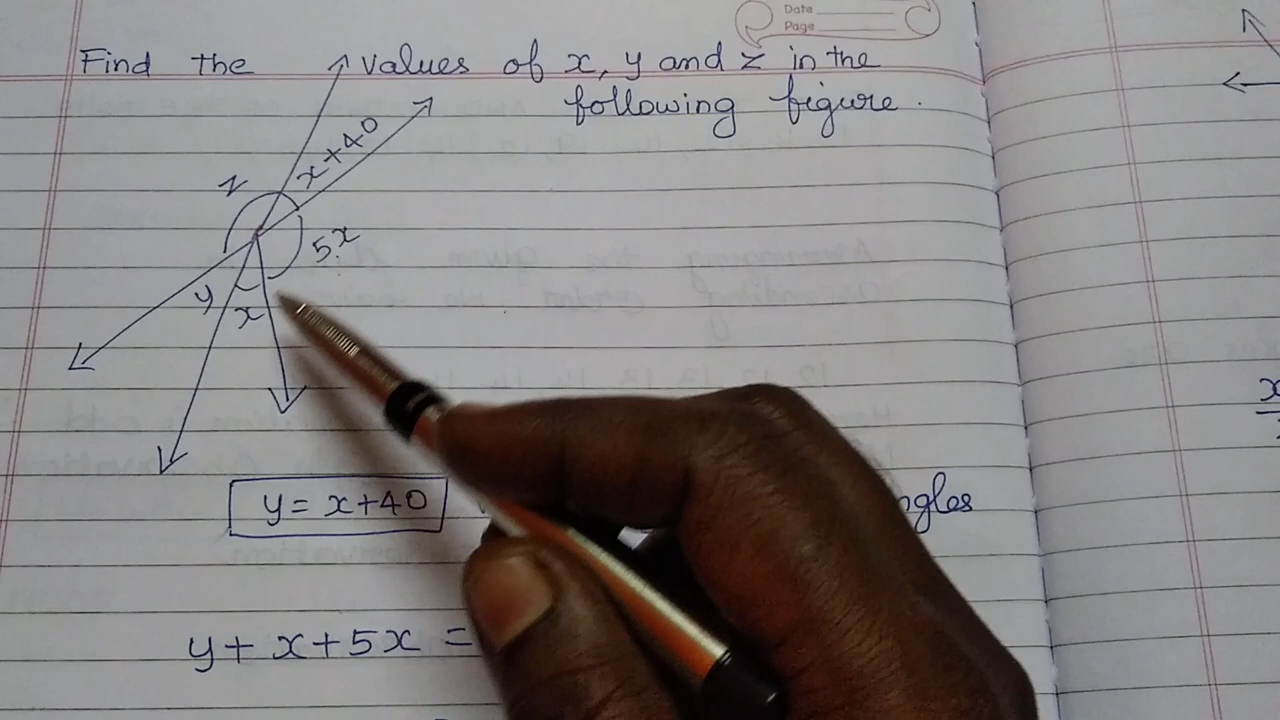 Date
Page
Find the values of x, y and z in the
following figure.
x+40
z
5x
y
x
y = x+40
ngles
y + x + 5x =
x